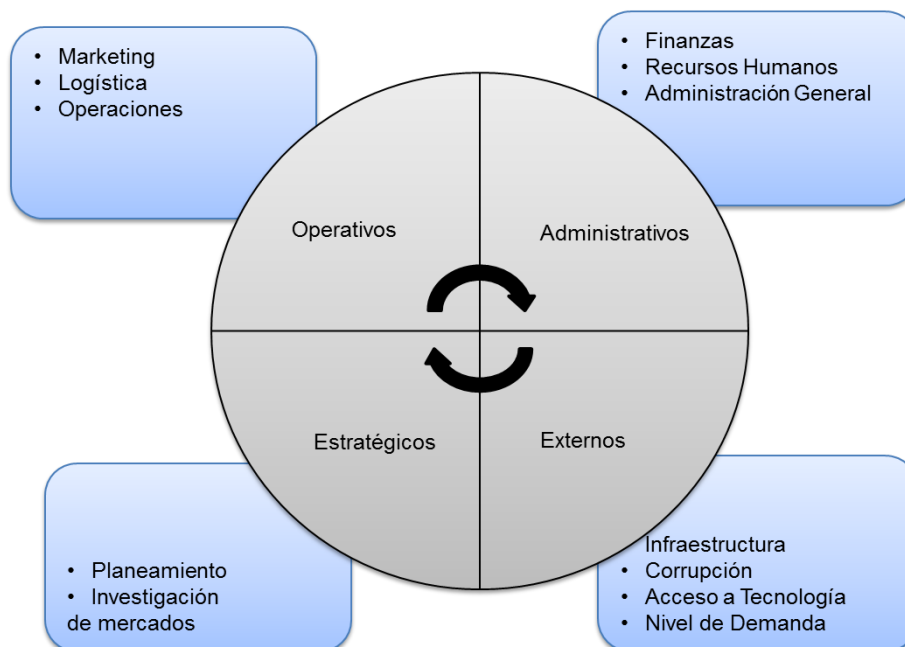 • Marketing
• Logística
• Operaciones
• Finanzas
• Recursos Humanos
• Administración General
Operativos
Administrativos
Estratégicos
Externos
• Planeamiento
• Investigación
de mercados
Infraestructura
• Corrupción
• Acceso a Tecnología
• Nivel de Demanda